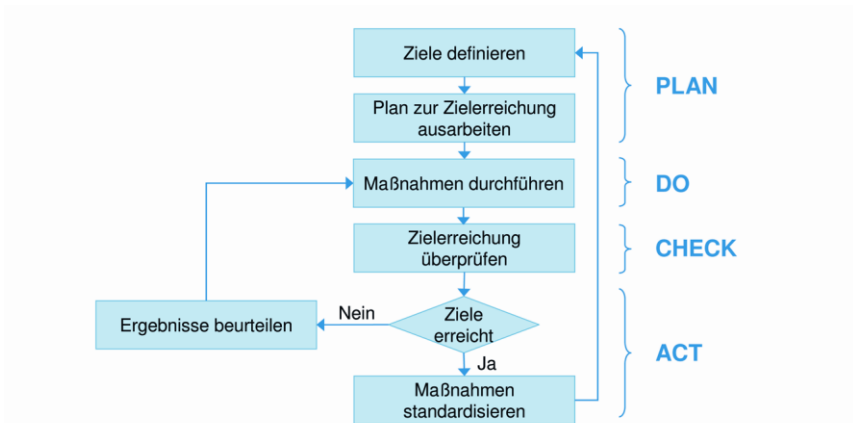 Ziele definieren
PLAN
Plan zur Zielerreichung
ausarbeiten
Maßnahmen durchführen
DO
Zielerreichung
überprüfen
CHECK
Ergebnisse beurteilen
Nein
Ziele
erreicht
Ja
ACT
Maßnahmen
standardisieren